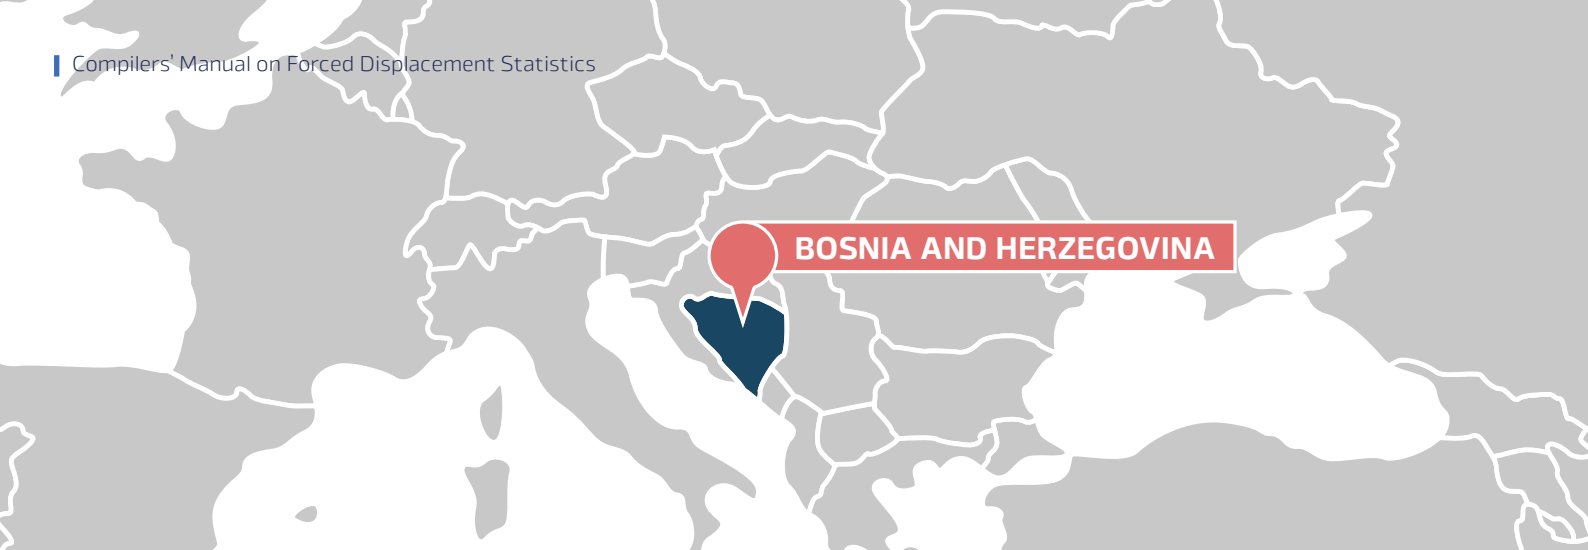 Compilers' Manual on Forced Displacement Statistics
BOSNIA AND HERZEGOVINA